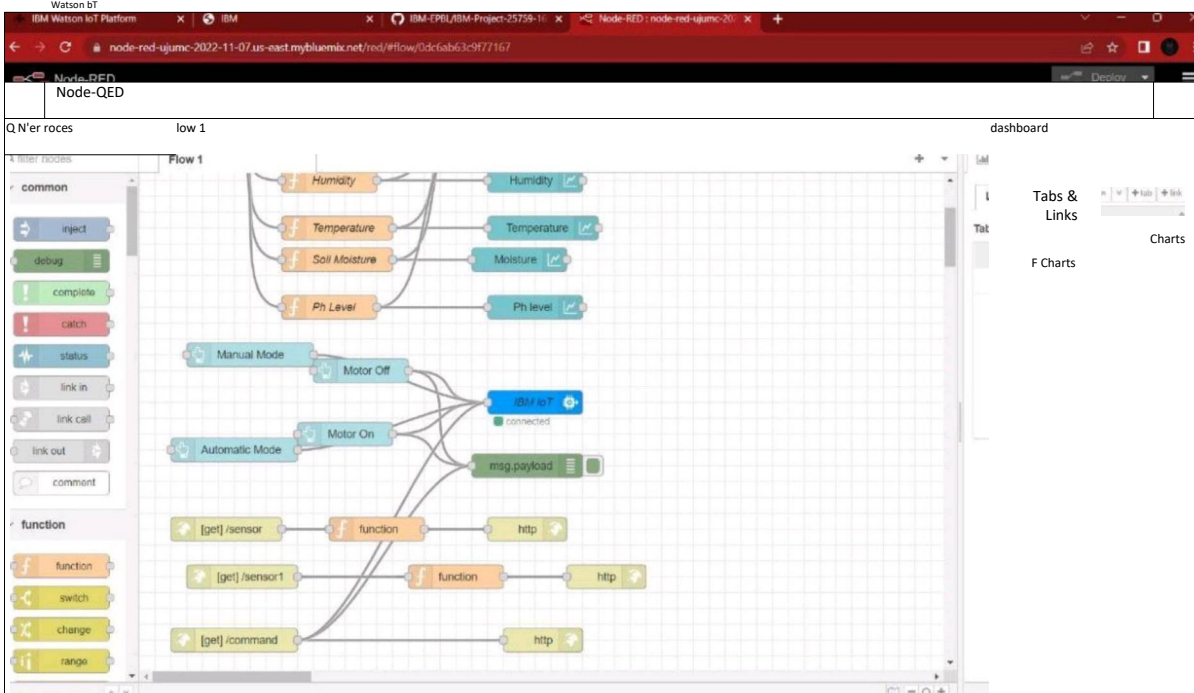 Watson bT
IBM Watson IoT Platform
IBM
IBM-EPBL/IBM-Project-25759-16
Node-RED : node-red-ujumc-202
node-red-ujumc-2022-11-07.us-east.mybluemix.net/red/#flow/0dc6ab63c9f77167
Node-RED
Deploy
Node-QED
Q N'er roces
low 1
dashboard
filter nodes
Flow 1
common
inject
debug
complete
catch
status
link in
link call
link out
comment
function
function
switch
change
range
Humidity
Humidity
Temperature
Temperature
Soil Moisture
Moisture
Ph Level
Ph level
Manual Mode
Motor Off
IBM IoT
connected
Motor On
Automatic Mode
msg.payload
[get] /sensor
function
http
[get] /sensor1
function
http
[get] /command
http
Tab
Tabs &
Links
+ tab
+ link
Charts
F Charts